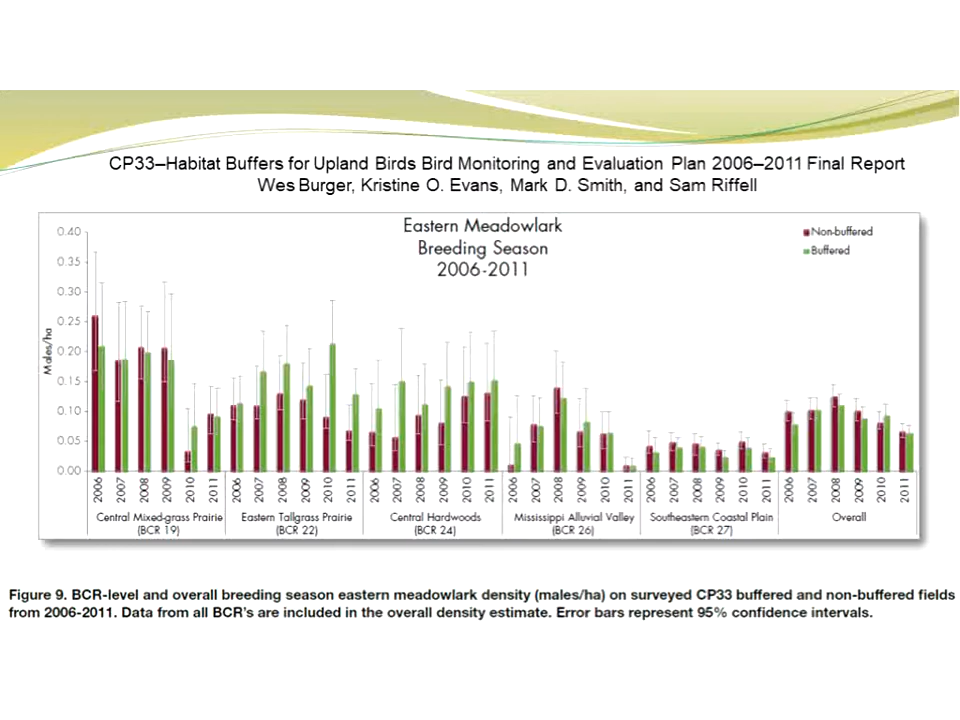 CP33–Habitat Buffers for Upland Birds Bird Monitoring and Evaluation Plan 2006–2011 Final Report
Wes Burger, Kristine O. Evans, Mark D. Smith, and Sam Riffell
Eastern Meadowlark
Breeding Season
2006-2011
Non-buffered
Buffered
Males/ha
0.40
0.35
0.30
0.25
0.20
0.15
0.10
0.05
0.00
2006 2007 2008 2009 2010 2011 2006 2007 2008 2009 2010 2011 2006 2007 2008 2009 2010 2011 2006 2007 2008 2009 2010 2011 2006 2007 2008 2009 2010 2011 2006 2007 2008 2009 2010 2011
Central Mixed-grass Prairie Eastern Tallgrass Prairie Central Hardwoods Mississippi Alluvial Valley Southeastern Coastal Plain Overall
(BCR 19) (BCR 22) (BCR 24) (BCR 26) (BCR 27)
Figure 9. BCR-level and overall breeding season eastern meadowlark density (males/ha) on surveyed CP33 buffered and non-buffered fields
from 2006-2011. Data from all BCR's are included in the overall density estimate. Error bars represent 95% confidence intervals.